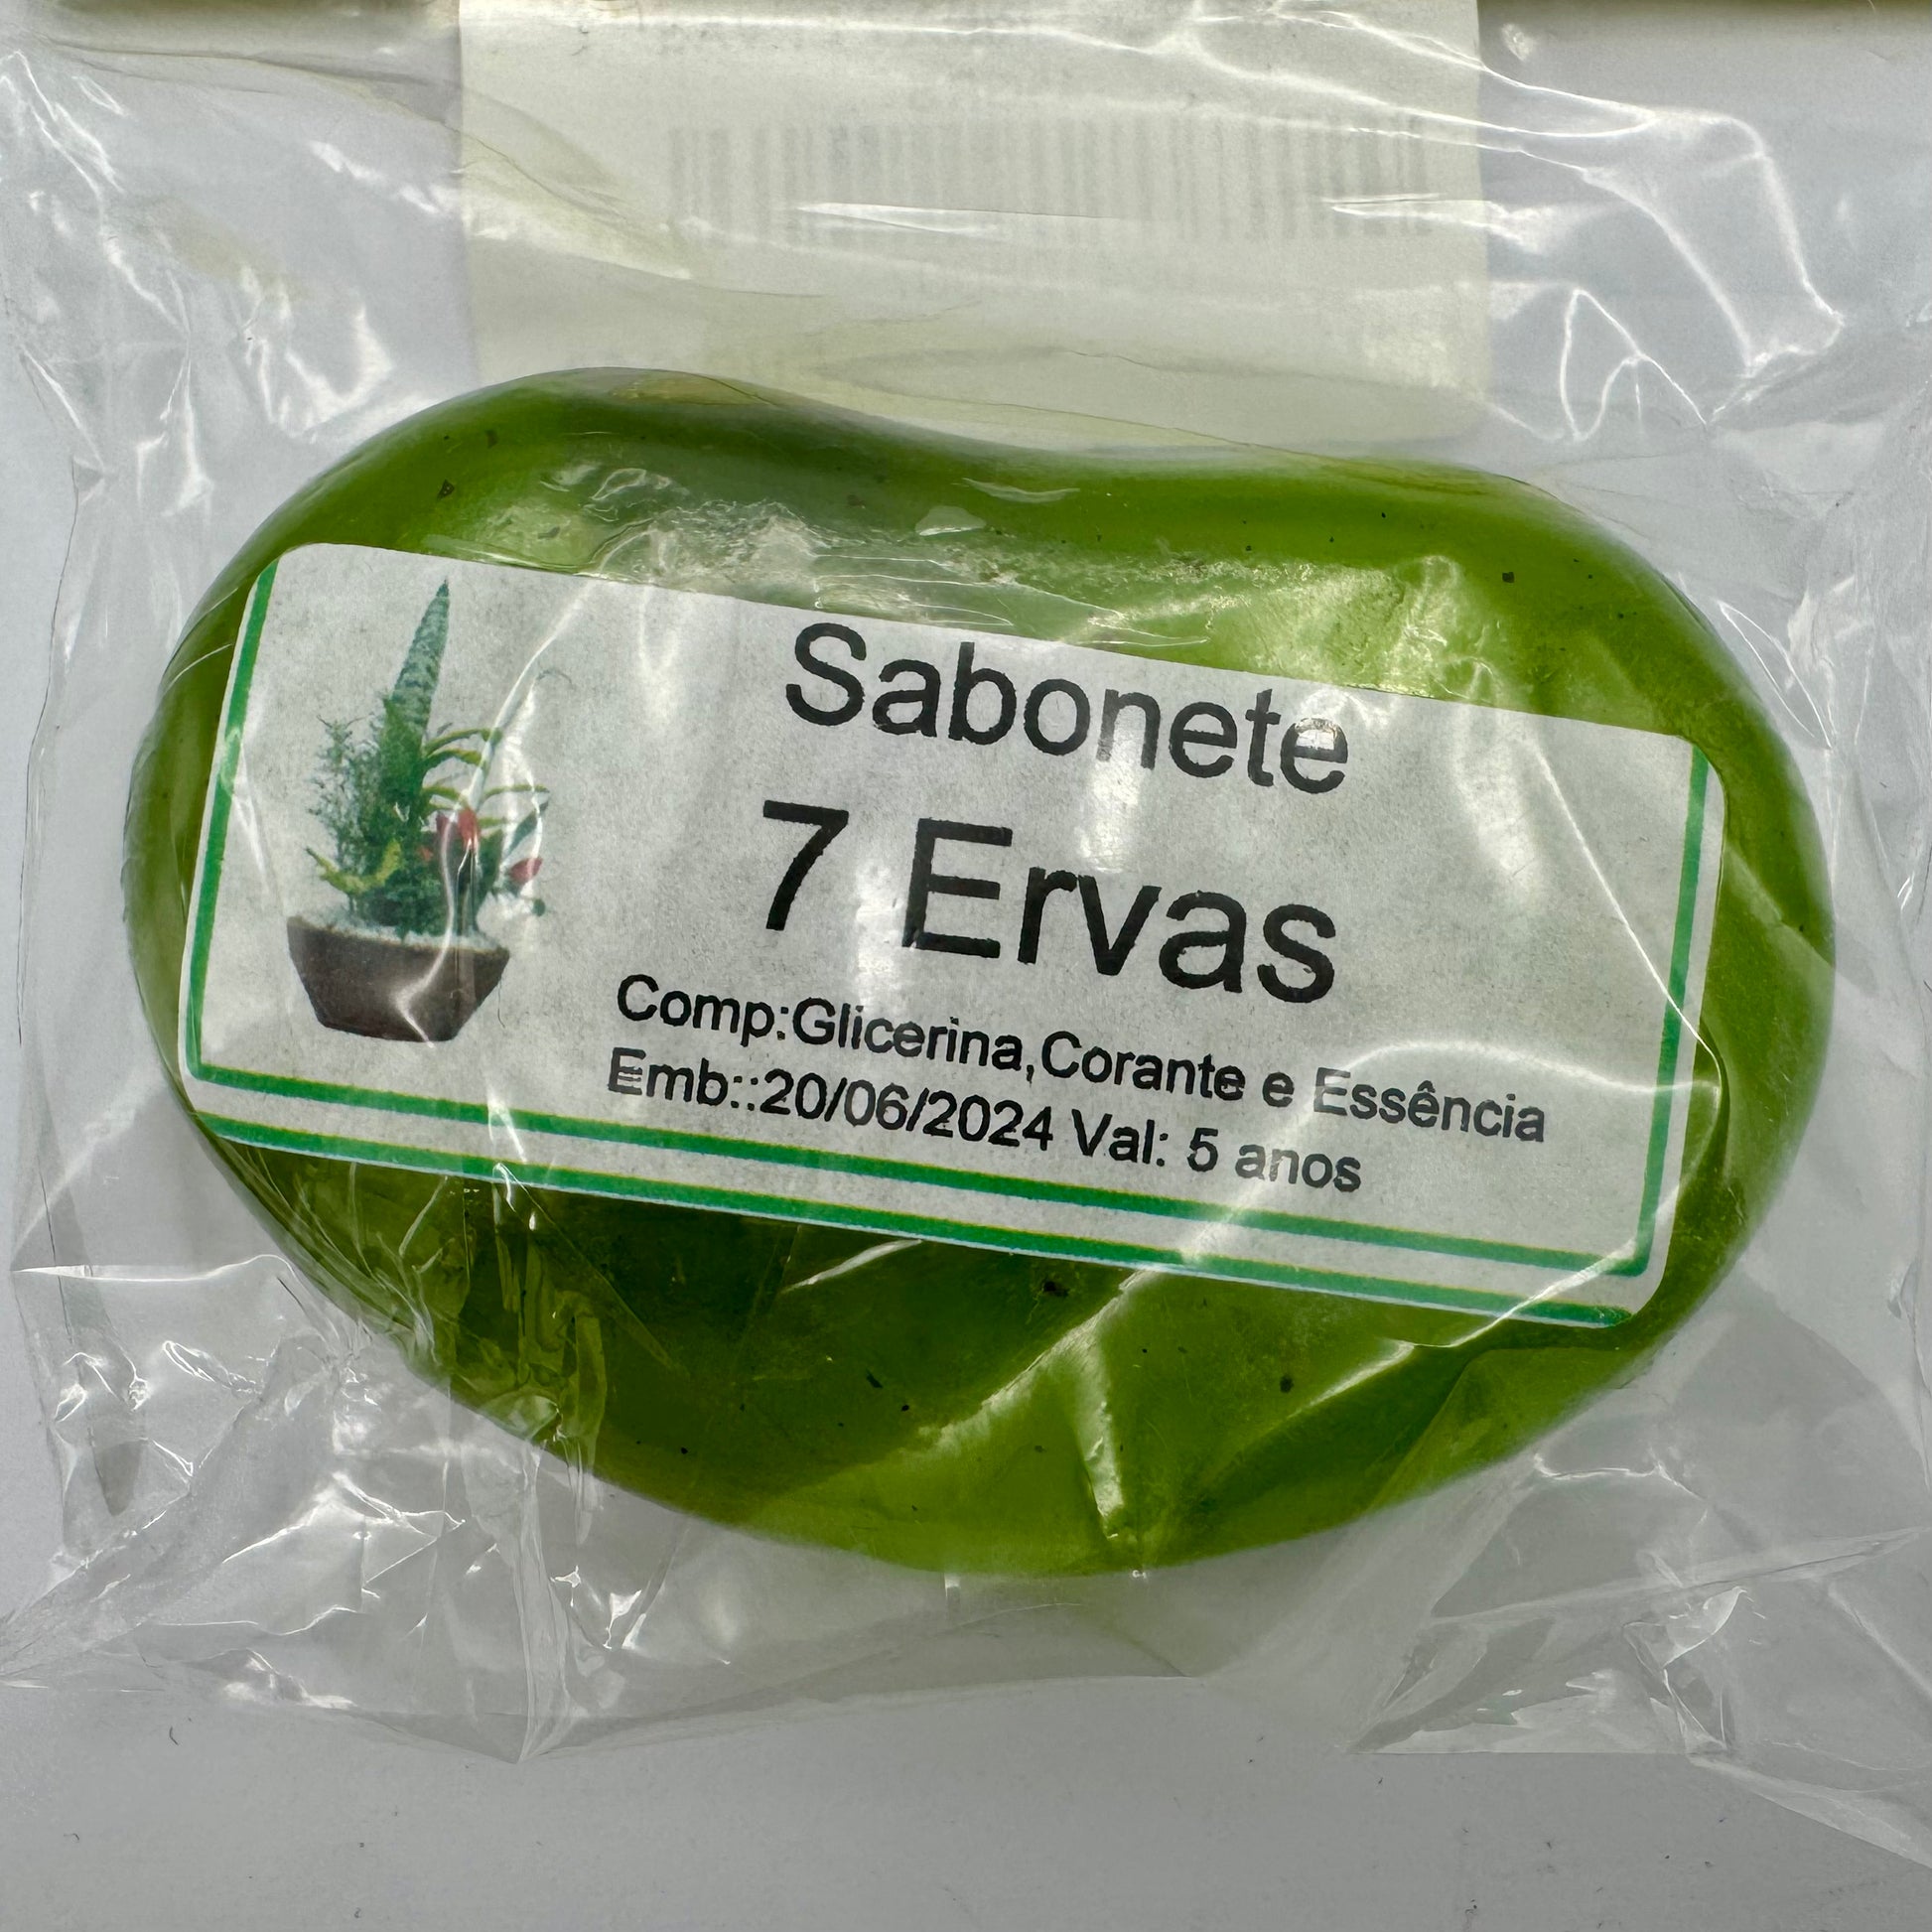 Sabonete
7 Ervas
Comp:Glicerina,Corante e Essência
Emb::20/06/2024 Val: 5 anos